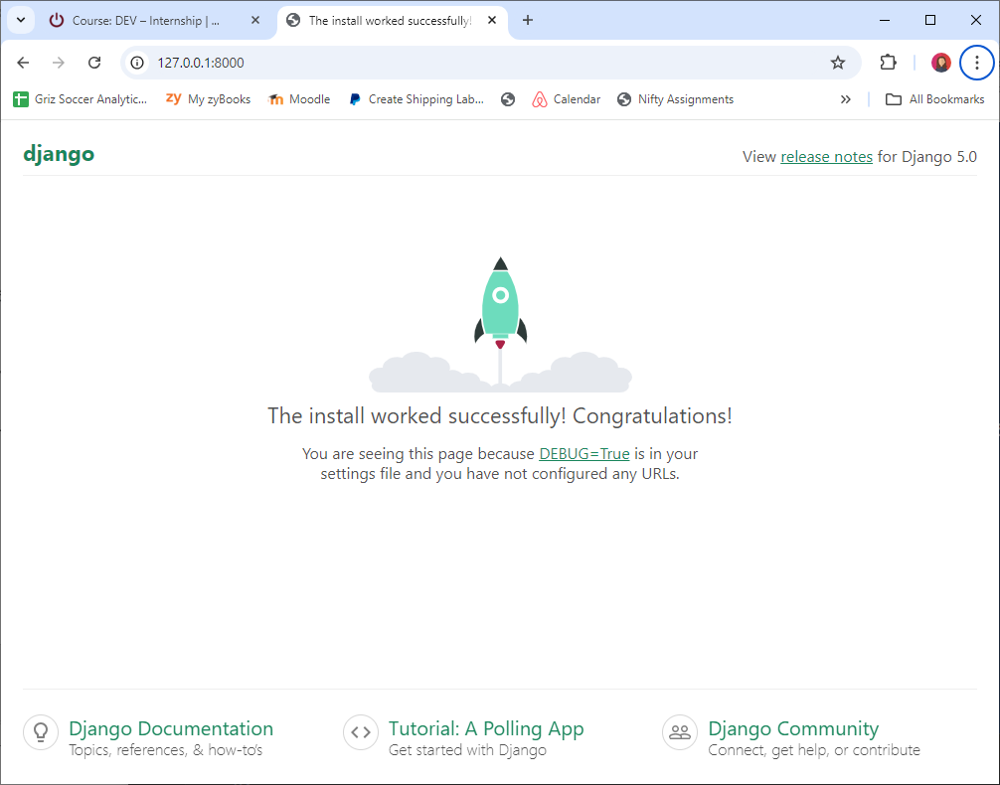 Course: DEV – Internship | ...
The install worked successfully!
127.0.0.1:8000
Griz Soccer Analytic...
zy My zyBooks
Moodle
Create Shipping Lab...
Calendar
Nifty Assignments
All Bookmarks
django
View release notes for Django 5.0
The install worked successfully! Congratulations!
You are seeing this page because DEBUG=True is in your
settings file and you have not configured any URLs.
Django Documentation
Topics, references, & how-to's
Tutorial: A Polling App
Get started with Django
Django Community
Connect, get help, or contribute